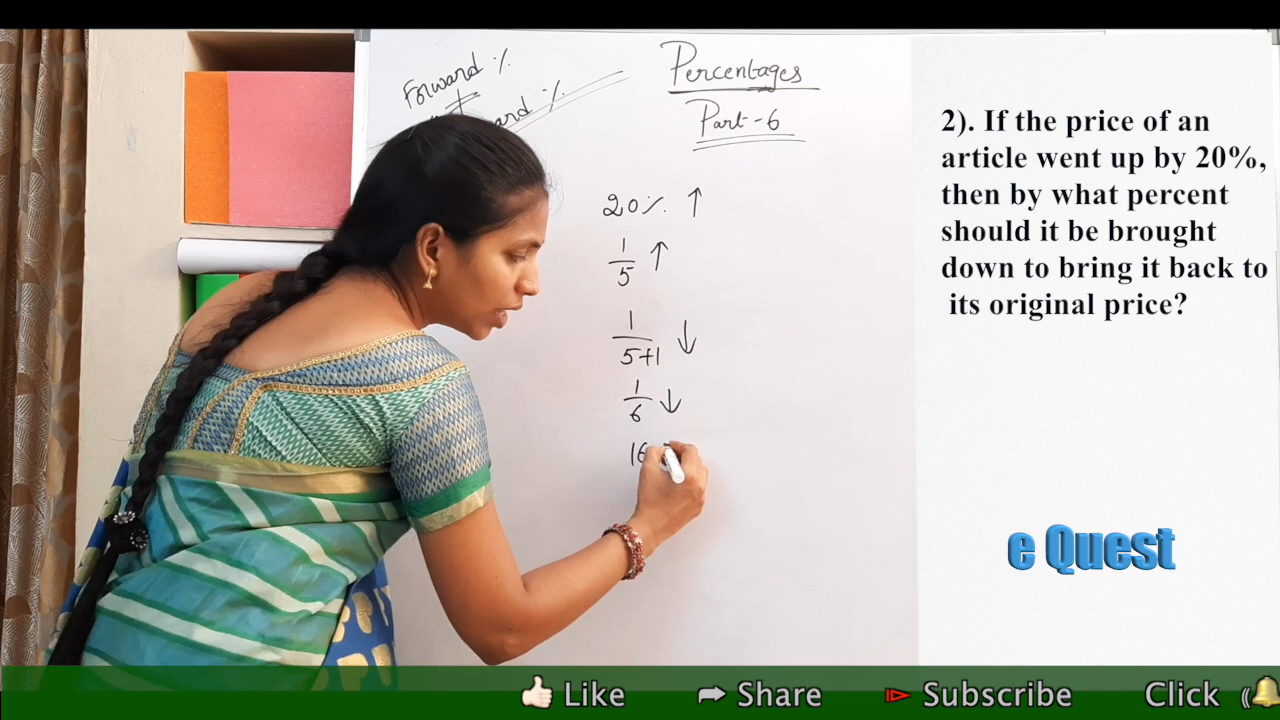 Forward %
ard %
Percentages
Part-6
20% ↑
1/5 ↑
1/(5+1) ↓
1/6 ↓
16
2). If the price of an
article went up by 20%,
then by what percent
should it be brought
down to bring it back to
its original price?
e Quest
Like Share Subscribe Click